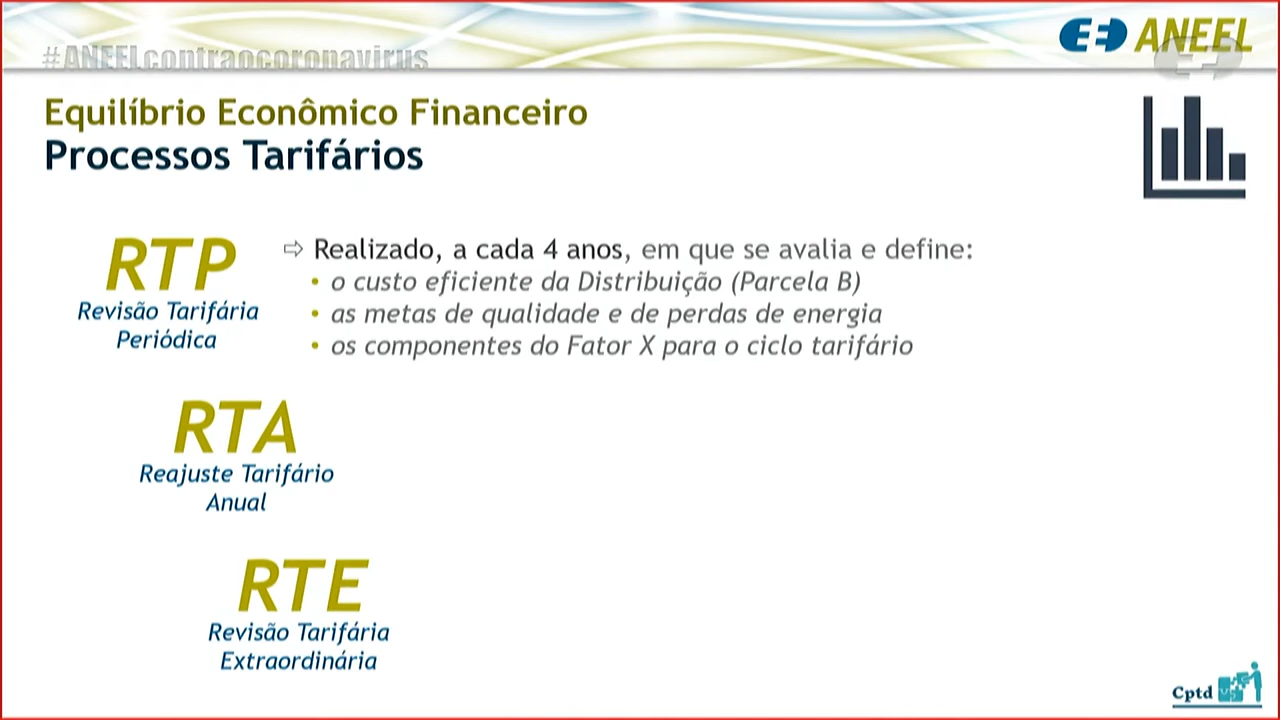 #ANEELcontraocoronavirus
ANEEL
Equilíbrio Econômico Financeiro
Processos Tarifários
RTP
Revisão Tarifária
Periódica
⇨ Realizado, a cada 4 anos, em que se avalia e define:
• o custo eficiente da Distribuição (Parcela B)
• as metas de qualidade e de perdas de energia
• os componentes do Fator X para o ciclo tarifário
RTA
Reajuste Tarifário
Anual
RTE
Revisão Tarifária
Extraordinária
Cptd